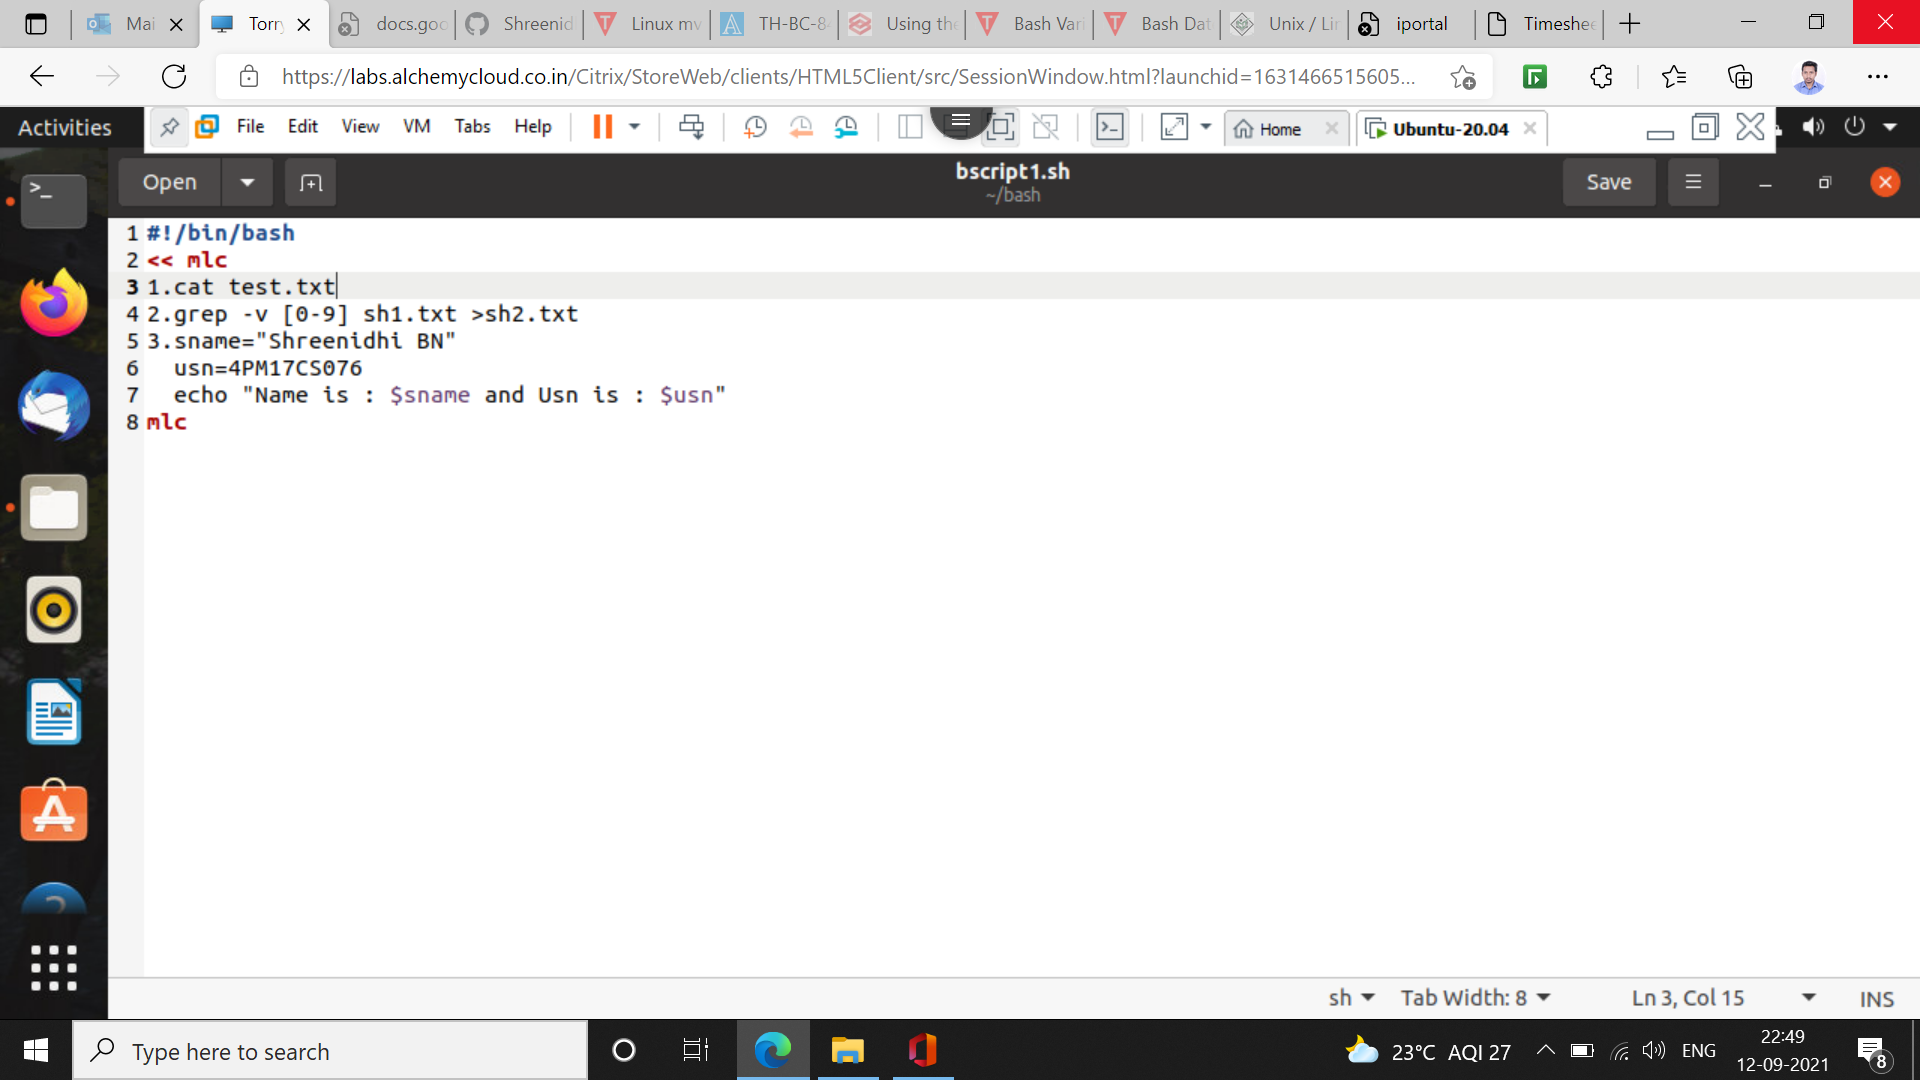 Mai
Torry
docs.goo
Shreenid
Linux mv
TH-BC-84
Using the
Bash Vari
Bash Dat
Unix / Lin
iportal
Timeshee
https://labs.alchemycloud.co.in/Citrix/StoreWeb/clients/HTML5Client/src/SessionWindow.html?launchid=1631466515605...
Activities
File Edit View VM Tabs Help
Home
Ubuntu-20.04
Open
bscript1.sh
~/bash
Save
1 #!/bin/bash
2 << mlc
3 1.cat test.txt
4 2.grep -v [0-9] sh1.txt >sh2.txt
5 3.sname="Shreenidhi BN"
6 usn=4PM17CS076
7 echo "Name is : $sname and Usn is : $usn"
8 mlc
sh Tab Width: 8 Ln 3, Col 15 INS
Type here to search
23°C AQI 27
ENG
22:49
12-09-2021
8